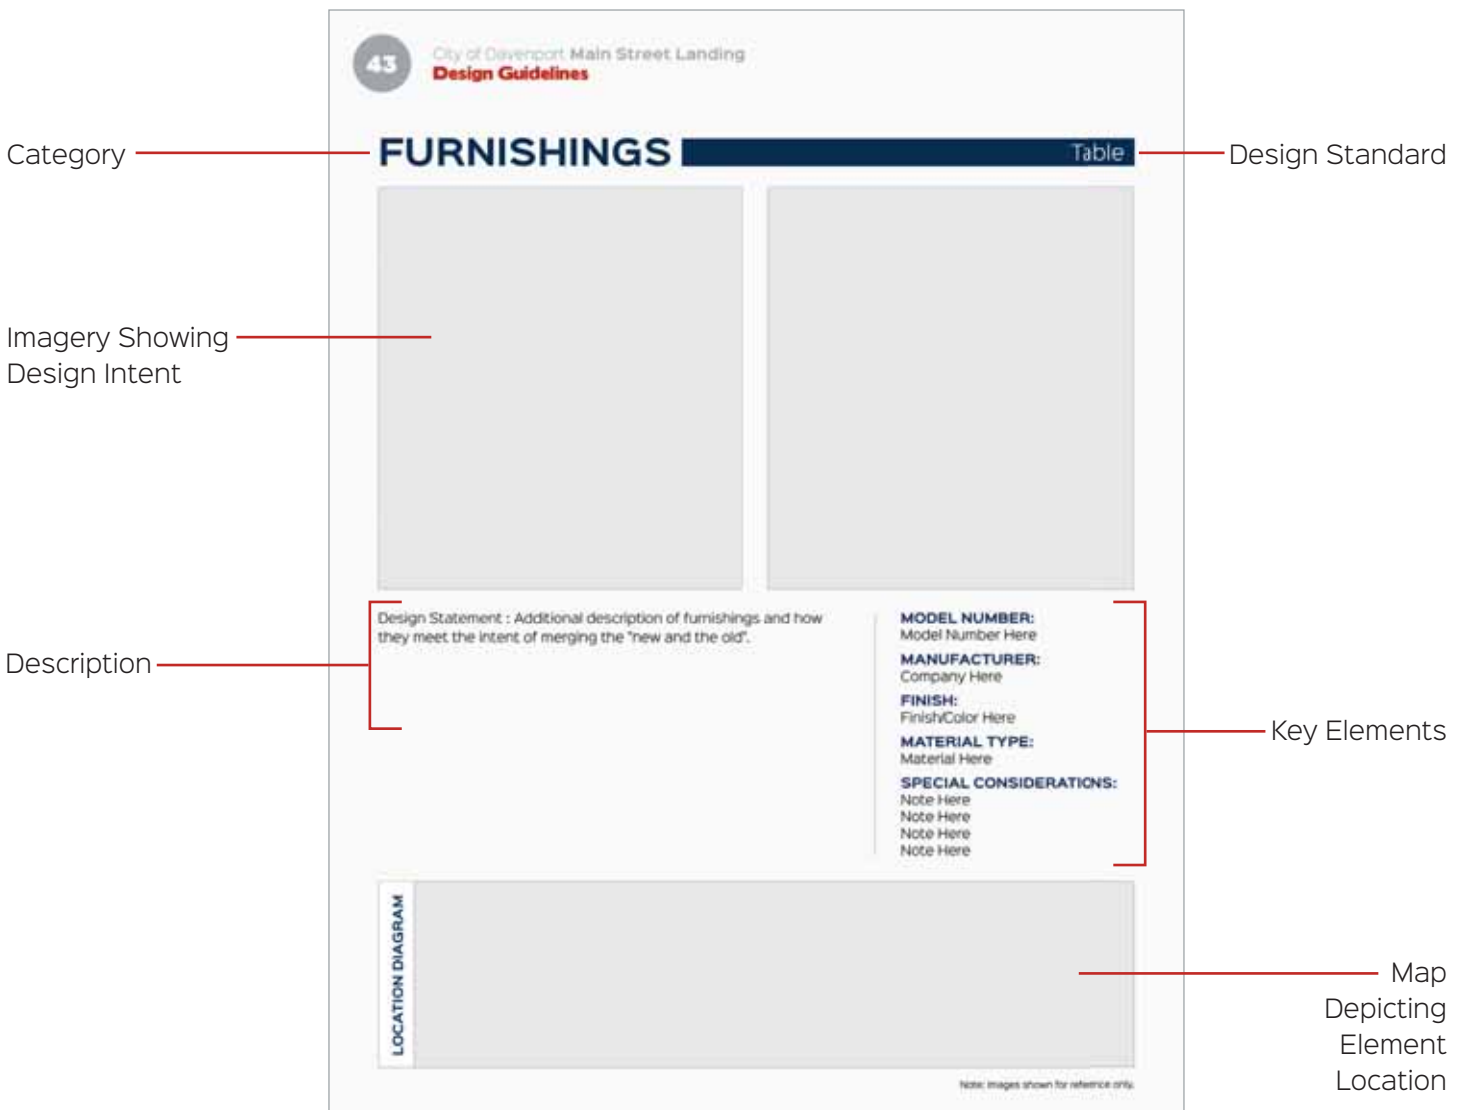 43
City of Davenport Main Street Landing
Design Guidelines
Category
FURNISHINGS
Table
Design Standard
Imagery Showing
Design Intent
Description
Design Statement : Additional description of furnishings and how
they meet the intent of merging the "new and the old".
MODEL NUMBER:
Model Number Here
MANUFACTURER:
Company Here
FINISH:
Finish/Color Here
MATERIAL TYPE:
Material Here
SPECIAL CONSIDERATIONS:
Note Here
Note Here
Note Here
Note Here
Key Elements
LOCATION DIAGRAM
Map
Depicting
Element
Location
Note: Images shown for reference only.